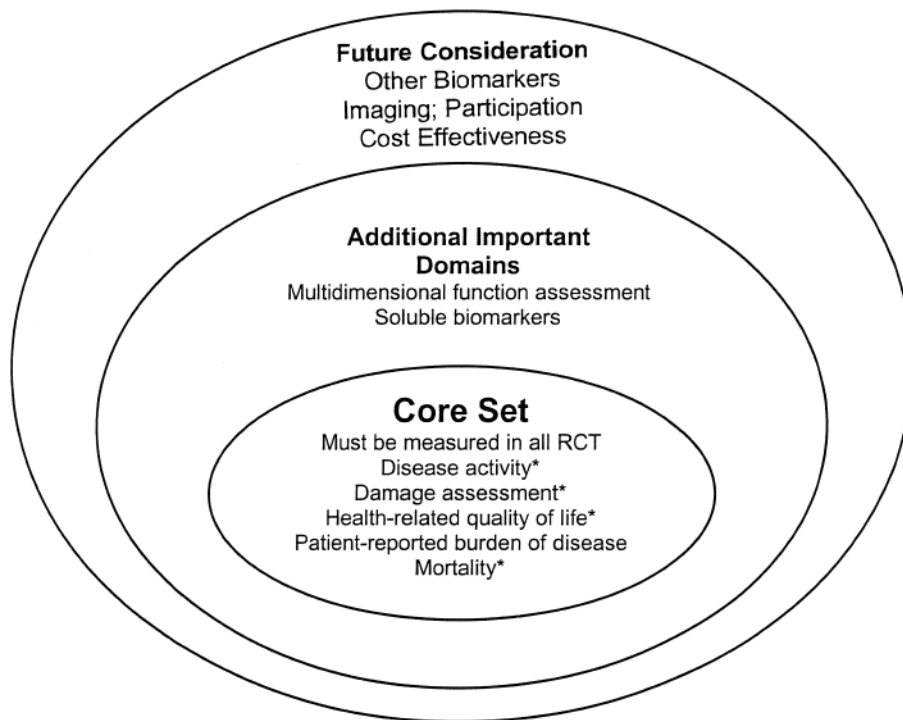 Future Consideration
Other Biomarkers
Imaging; Participation
Cost Effectiveness
Additional Important
Domains
Multidimensional function assessment
Soluble biomarkers
Core Set
Must be measured in all RCT
Disease activity*
Damage assessment*
Health-related quality of life*
Patient-reported burden of disease
Mortality*